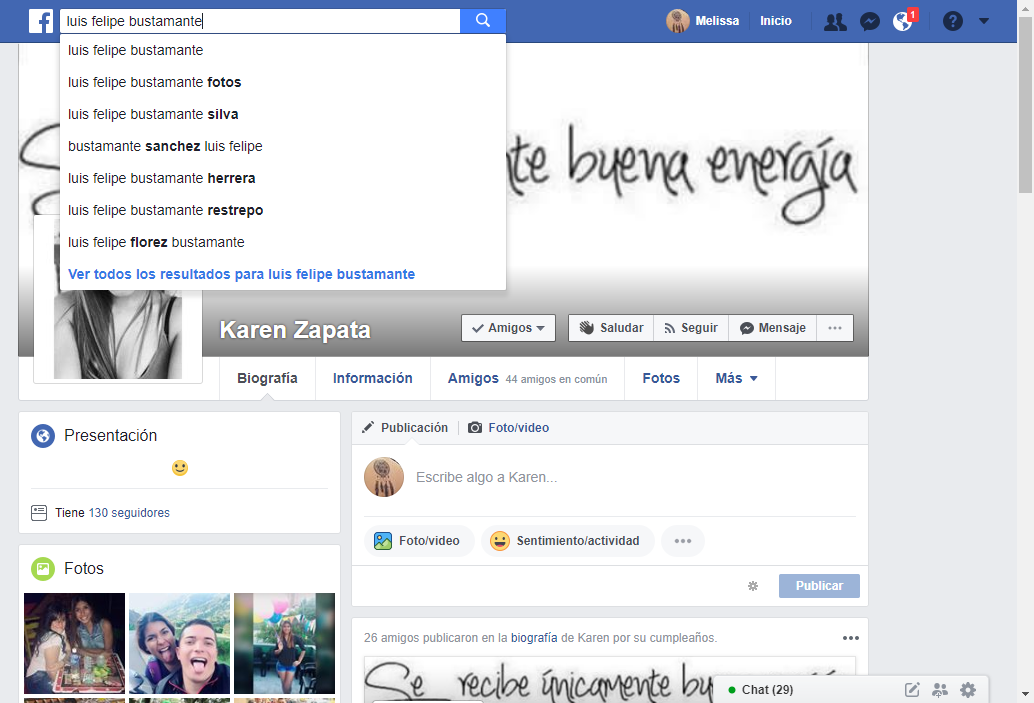 f luis felipe bustamante
Melissa Inicio 1 ?
luis felipe bustamante
luis felipe bustamante fotos
luis felipe bustamante silva
bustamante sanchez luis felipe
luis felipe bustamante herrera
luis felipe bustamante restrepo
luis felipe florez bustamante
Ver todos los resultados para luis felipe bustamante
buena energía
Karen Zapata
Amigos Saludar Seguir Mensaje
Biografía Información Amigos 44 amigos en común Fotos Más
Presentación
Tiene 130 seguidores
Fotos
Publicación Foto/video
Escribe algo a Karen...
Foto/video Sentimiento/actividad
Publicar
26 amigos publicaron en la biografía de Karen por su cumpleaños.
Se recibe únicamente bu
Chat (29)